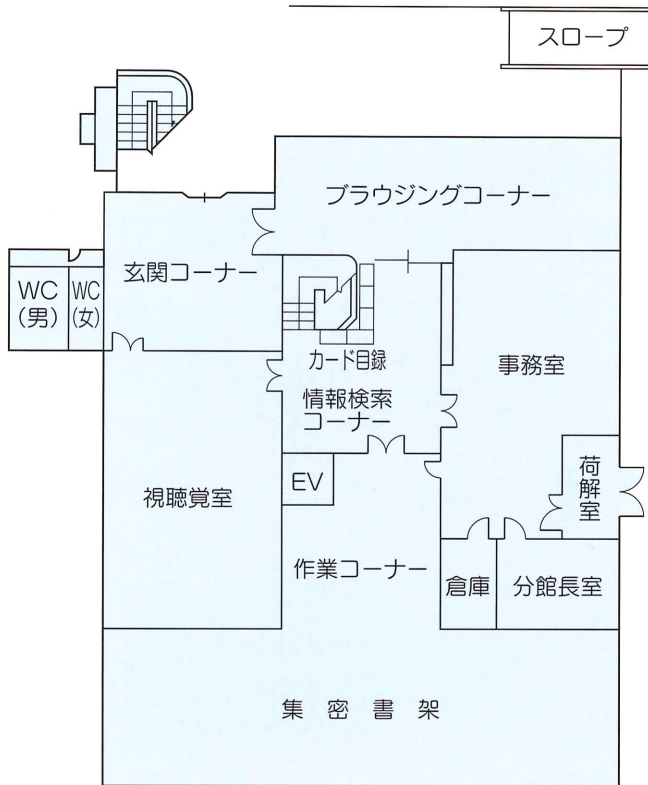 スロープ
ブラウジングコーナー
玄関コーナー
WC
(男)
WC
(女)
カード目録
情報検索
コーナー
事務室
視聴覚室
EV
荷解室
作業コーナー
倉庫
分館長室
集密書架